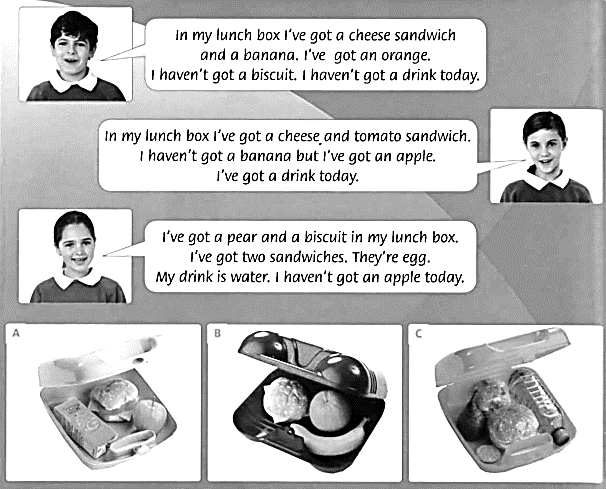 In my lunch box I've got a cheese sandwich
and a banana. I've got an orange.
I haven't got a biscuit. I haven't got a drink today.
In my lunch box I've got a cheese and tomato sandwich.
I haven't got a banana but I've got an apple.
I've got a drink today.
I've got a pear and a biscuit in my lunch box.
I've got two sandwiches. They're egg.
My drink is water. I haven't got an apple today.
A
B
C